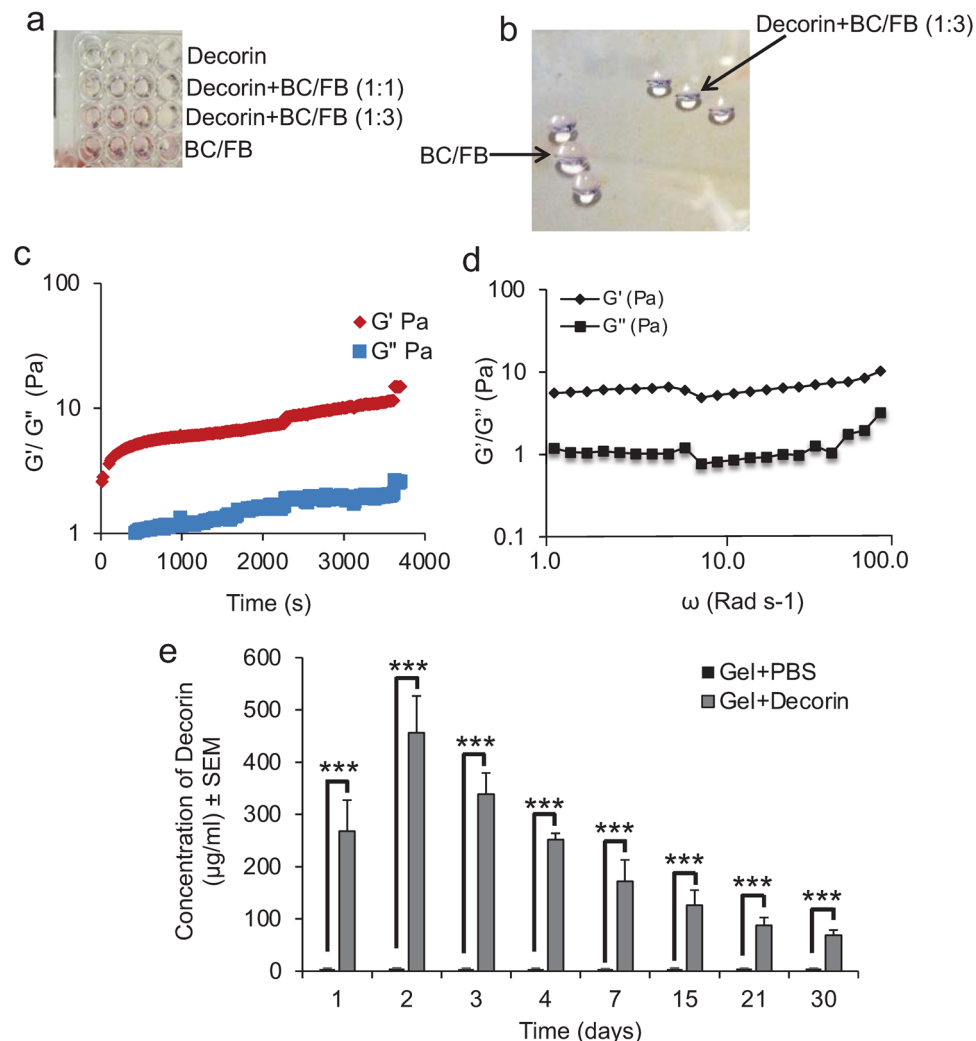 a
Decorin
Decorin+BC/FB (1:1)
Decorin+BC/FB (1:3)
BC/FB
b
Decorin+BC/FB (1:3)
BC/FB
c
100
10
1
G'/ G" (Pa)
G' Pa
G" Pa
0 1000 2000 3000 4000
Time (s)
d
100
10
1
0.1
G'/G" (Pa)
G' (Pa)
G" (Pa)
1.0 10.0 100.0
ω (Rad s-1)
e
600
500
400
300
200
100
0
Concentration of Decorin
(µg/ml) ± SEM
Gel+PBS
Gel+Decorin
*** *** *** *** *** *** *** ***
1 2 3 4 7 15 21 30
Time (days)